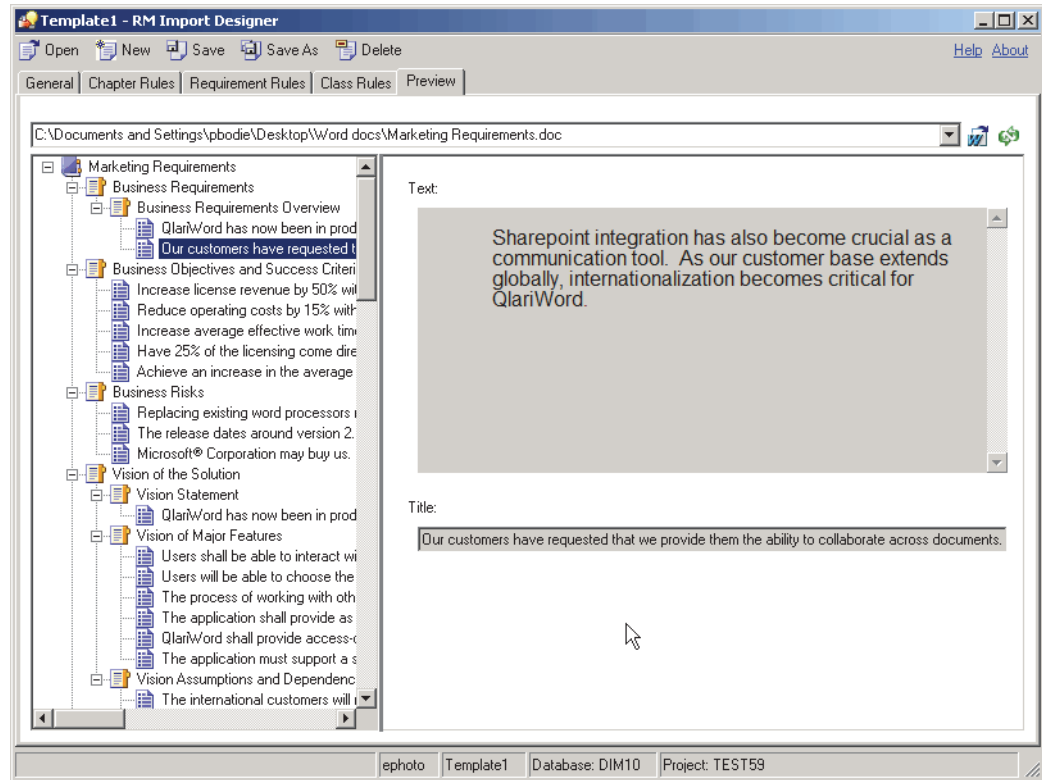 Template1 - RM Import Designer
Open New Save Save As Delete Help About
General Chapter Rules Requirement Rules Class Rules Preview
C:\Documents and Settings\pbodie\Desktop\Word docs\Marketing Requirements.doc
Marketing Requirements
Business Requirements
Business Requirements Overview
QlariWord has now been in prod
Our customers have requested t
Business Objectives and Success Criteri
Increase license revenue by 50% wi
Reduce operating costs by 15% with
Increase average effective work time
Have 25% of the licensing come dire
Achieve an increase in the average
Business Risks
Replacing existing word processors
The release dates around version 2.
Microsoft® Corporation may buy us.
Vision of the Solution
Vision Statement
QlariWord has now been in prod
Vision of Major Features
Users shall be able to interact wi
Users will be able to choose the
The process of working with oth
The application shall provide as
QlariWord shall provide access-
The application must support a s
Vision Assumptions and Dependenc
The international customers will
Text:
Sharepoint integration has also become crucial as a
communication tool.  As our customer base extends
globally, internationalization becomes critical for
QlariWord.
Title:
Our customers have requested that we provide them the ability to collaborate across documents.
ephoto Template1 Database: DIM10 Project: TEST59